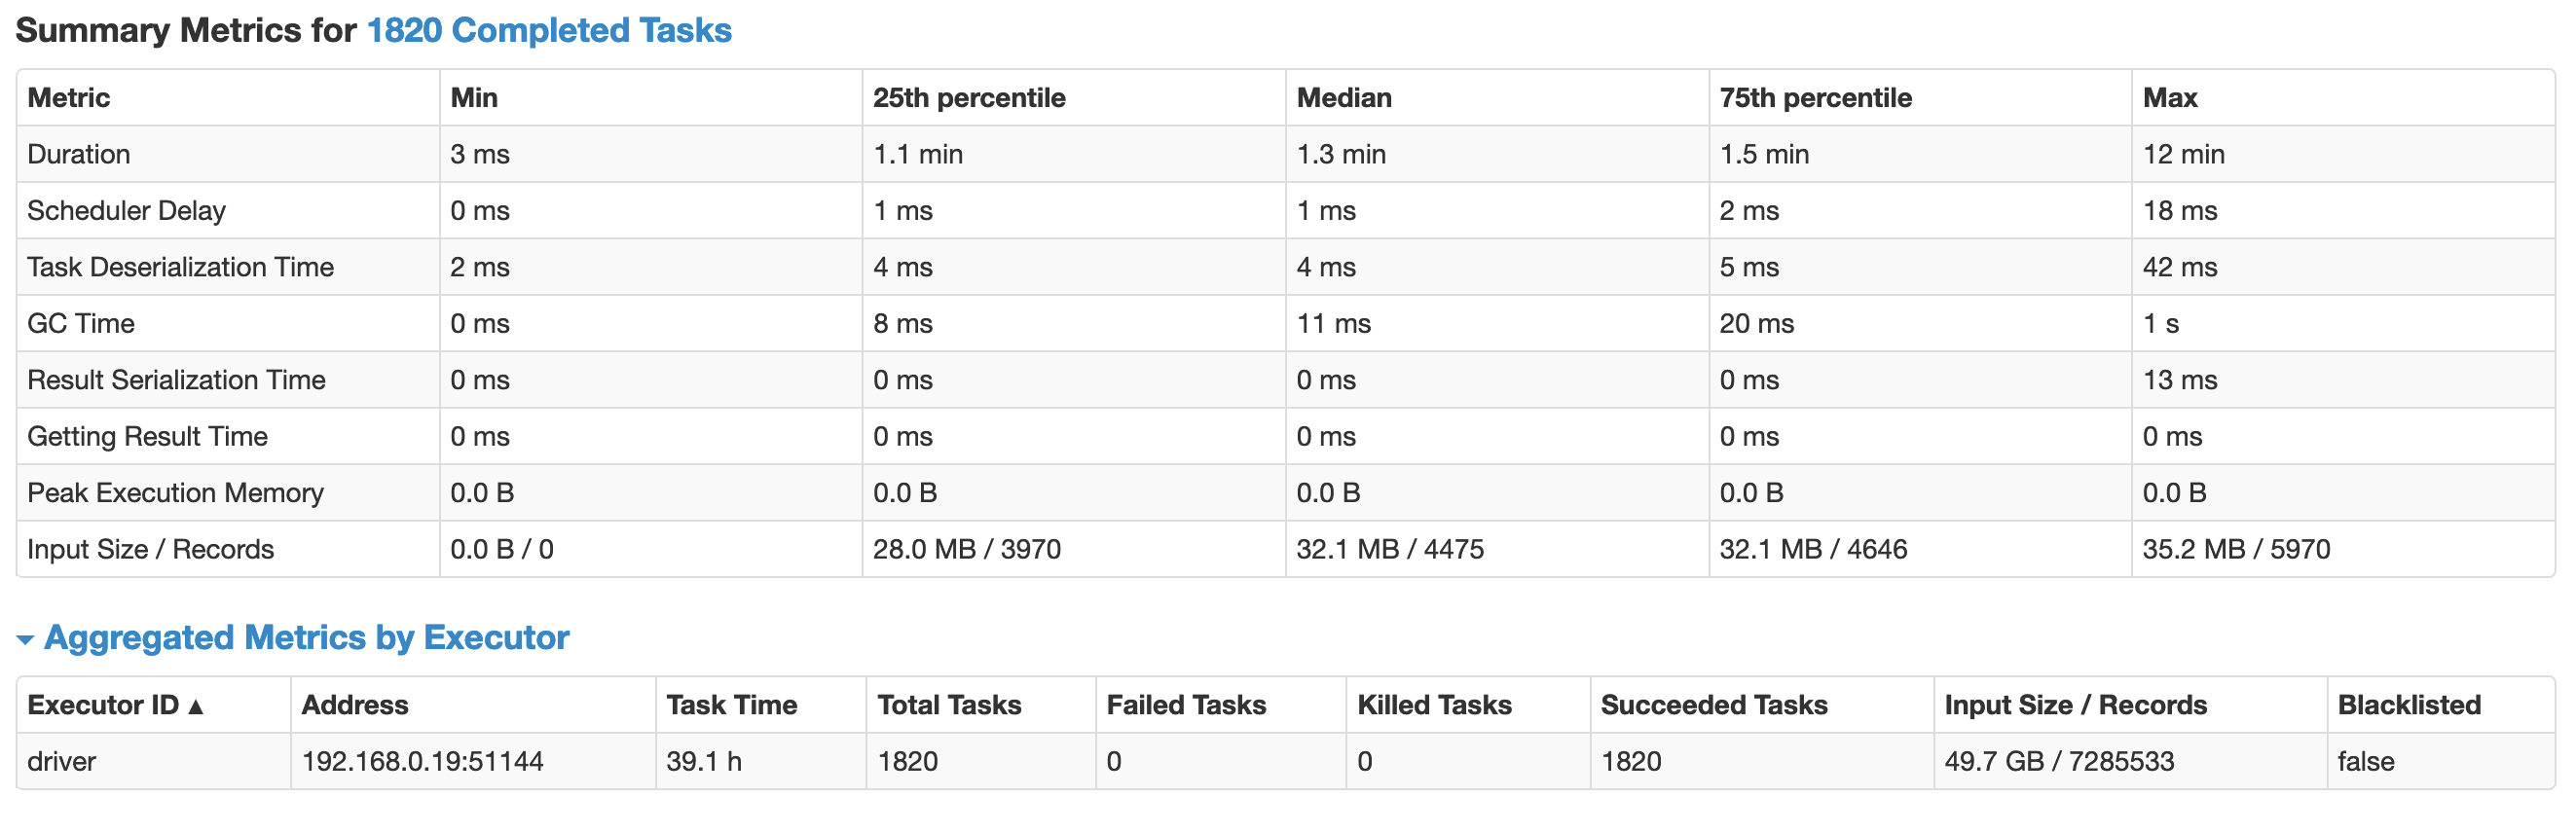 Summary Metrics for 1820 Completed Tasks
Metric Min 25th percentile Median 75th percentile Max
Duration 3 ms 1.1 min 1.3 min 1.5 min 12 min
Scheduler Delay 0 ms 1 ms 1 ms 2 ms 18 ms
Task Deserialization Time 2 ms 4 ms 4 ms 5 ms 42 ms
GC Time 0 ms 8 ms 11 ms 20 ms 1 s
Result Serialization Time 0 ms 0 ms 0 ms 0 ms 13 ms
Getting Result Time 0 ms 0 ms 0 ms 0 ms 0 ms
Peak Execution Memory 0.0 B 0.0 B 0.0 B 0.0 B 0.0 B
Input Size / Records 0.0 B / 0 28.0 MB / 3970 32.1 MB / 4475 32.1 MB / 4646 35.2 MB / 5970
Aggregated Metrics by Executor
Executor ID ▲ Address Task Time Total Tasks Failed Tasks Killed Tasks Succeeded Tasks Input Size / Records Blacklisted
driver 192.168.0.19:51144 39.1 h 1820 0 0 1820 49.7 GB / 7285533 false